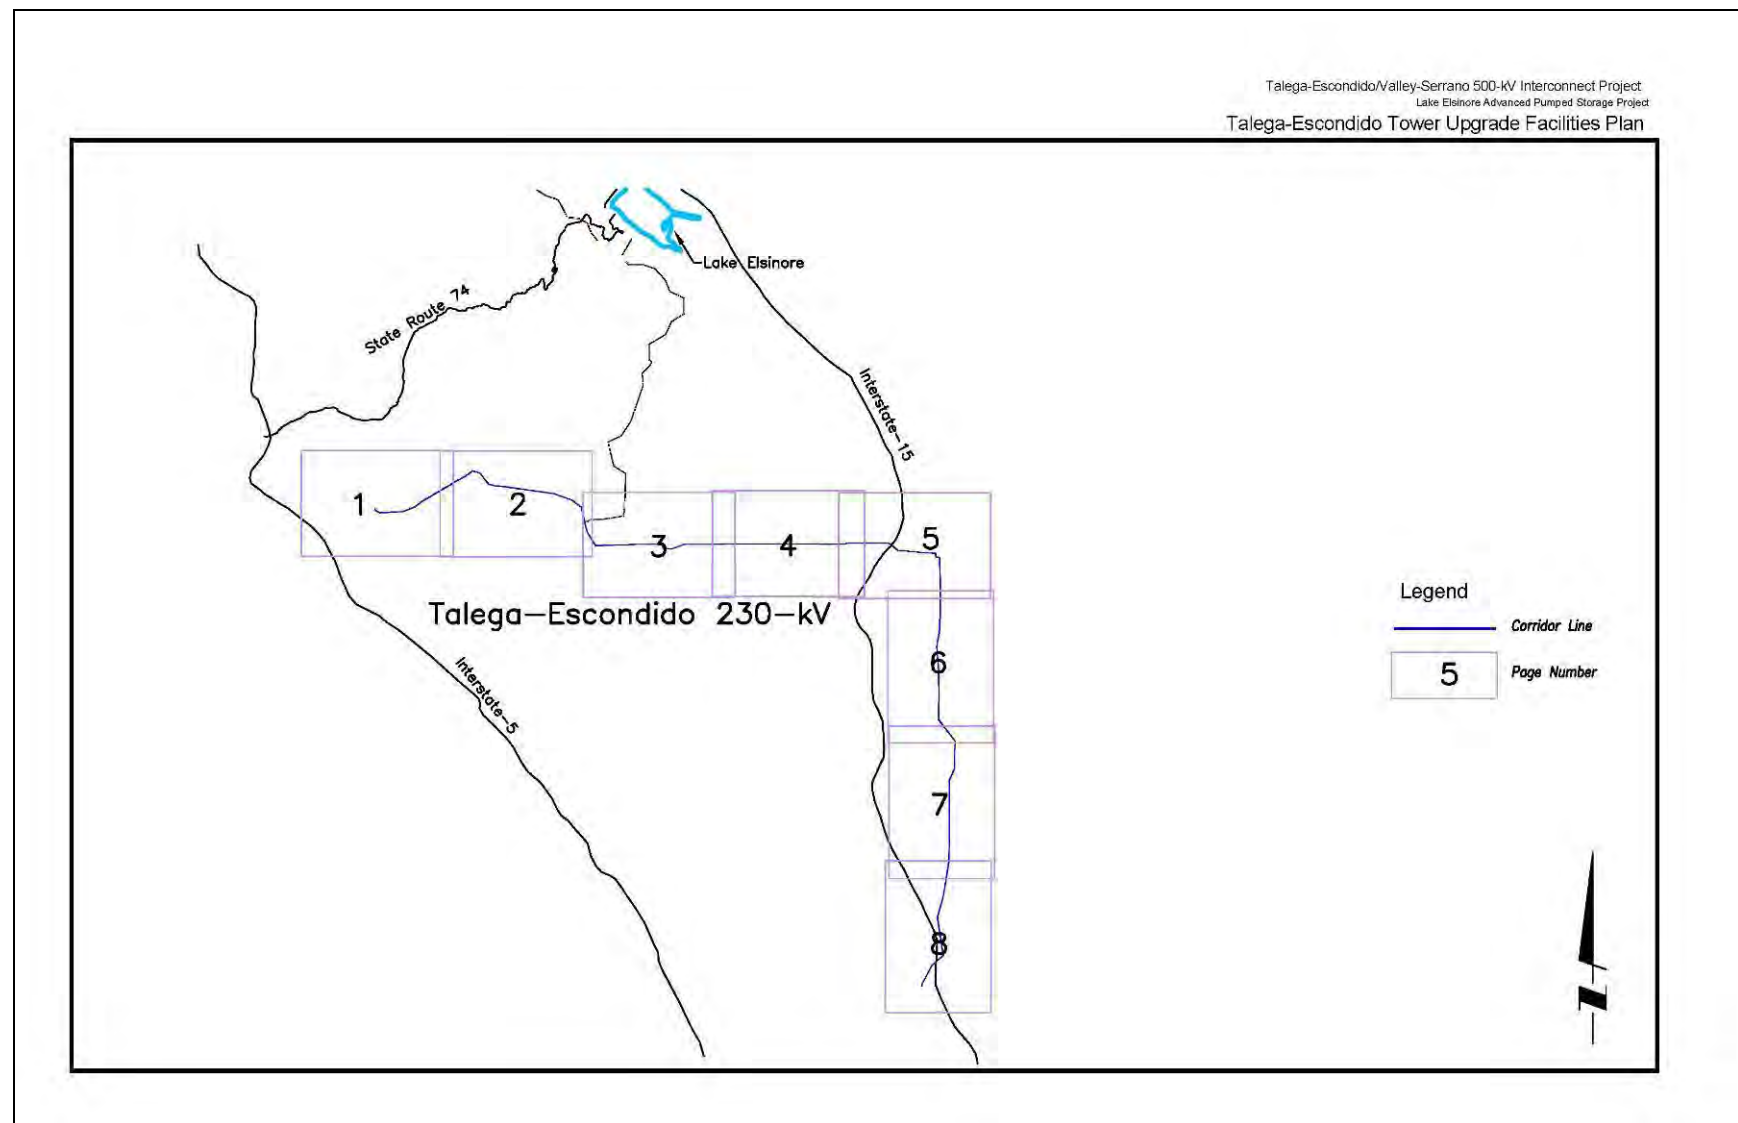 Talega-Escondido/Valley-Serrano 500-kV Interconnect Project
Lake Elsinore Advanced Pumped Storage Project
Talega-Escondido Tower Upgrade Facilities Plan
Lake Elsinore
State Route 74
Interstate-15
1
2
3
4
5
Talega-Escondido 230-kV
Interstate-5
6
7
8
Legend
Corridor Line
5
Page Number
N